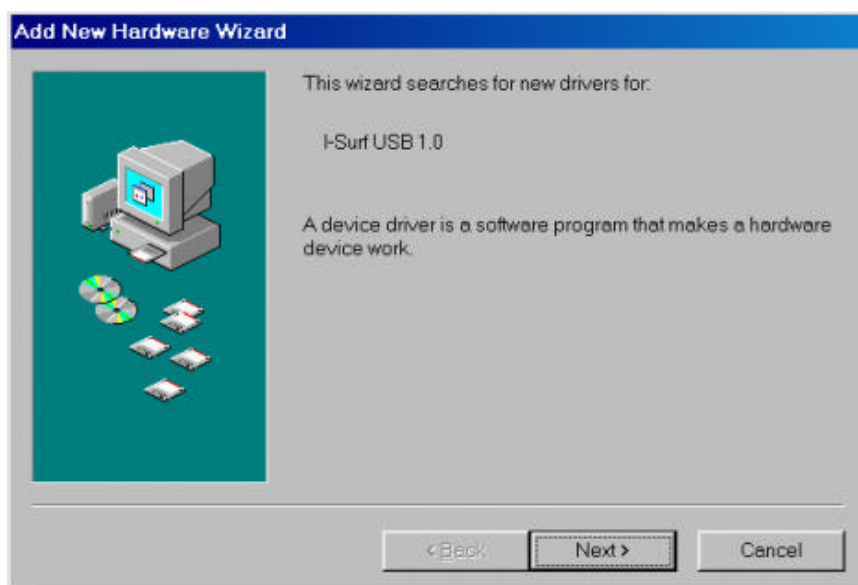 Add New Hardware Wizard
This wizard searches for new drivers for:
I-Surf USB 1.0
A device driver is a software program that makes a hardware
device work.
< Back
Next >
Cancel